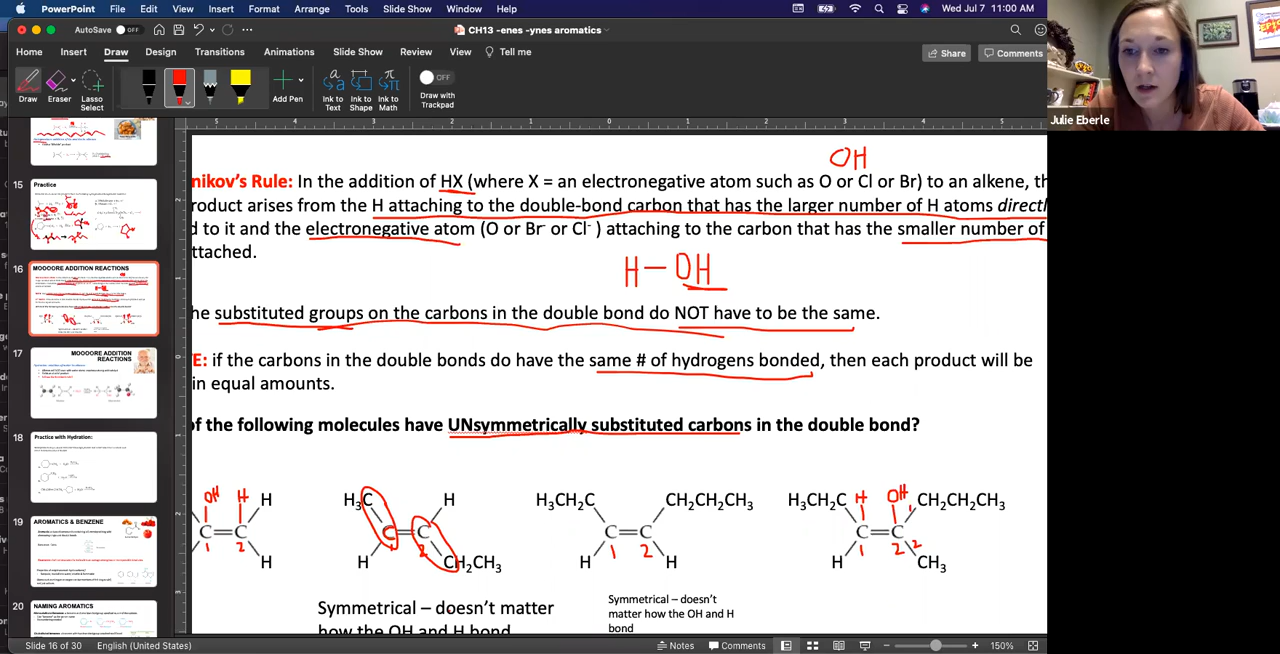 PowerPoint File Edit View Insert Format Arrange Tools Slide Show Window Help Wed Jul 7 11:00 AM
AutoSave OFF CH13 -enes -ynes aromatics
Home Insert Draw Design Transitions Animations Slide Show Review View Tell me Share Comments
Draw Eraser Lasso Select Add Pen Ink to Text Ink to Shape Ink to Math OFF Draw with Trackpad
Julie Eberle
OH
nikov's Rule: In the addition of HX (where X = an electronegative atom such as O or Cl or Br) to an alkene, th
roduct arises from the H attaching to the double-bond carbon that has the larler number of H atoms directl
d to it and the electronegative atom (O or Br- or Cl- ) attaching to the carbon that has the smaller number of
ttached.
H-OH
he substituted groups on the carbons in the double bond do NOT have to be the same.
E: if the carbons in the double bonds do have the same # of hydrogens bonded, then each product will be
in equal amounts.
of the following molecules have UNsymmetrically substituted carbons in the double bond?
OH H H H3C H H3CH2C CH2CH2CH3 H3CH2C H OH CH2CH2CH3
C=C C=C C=C C=C
1 2 1 2 1 2 1 2
H H CH2CH3 H H H CH3
Symmetrical – doesn't matter
how the OH and H bond
Symmetrical – doesn't
matter how the OH and H
bond
15
Practice
16
MOOOORE ADDITION REACTIONS
17
MOOOORE ADDITION
REACTIONS
18
Practice with Hydration:
19
AROMATICS & BENZENE
20
NAMING AROMATICS
Slide 16 of 30 English (United States) Notes Comments 150%